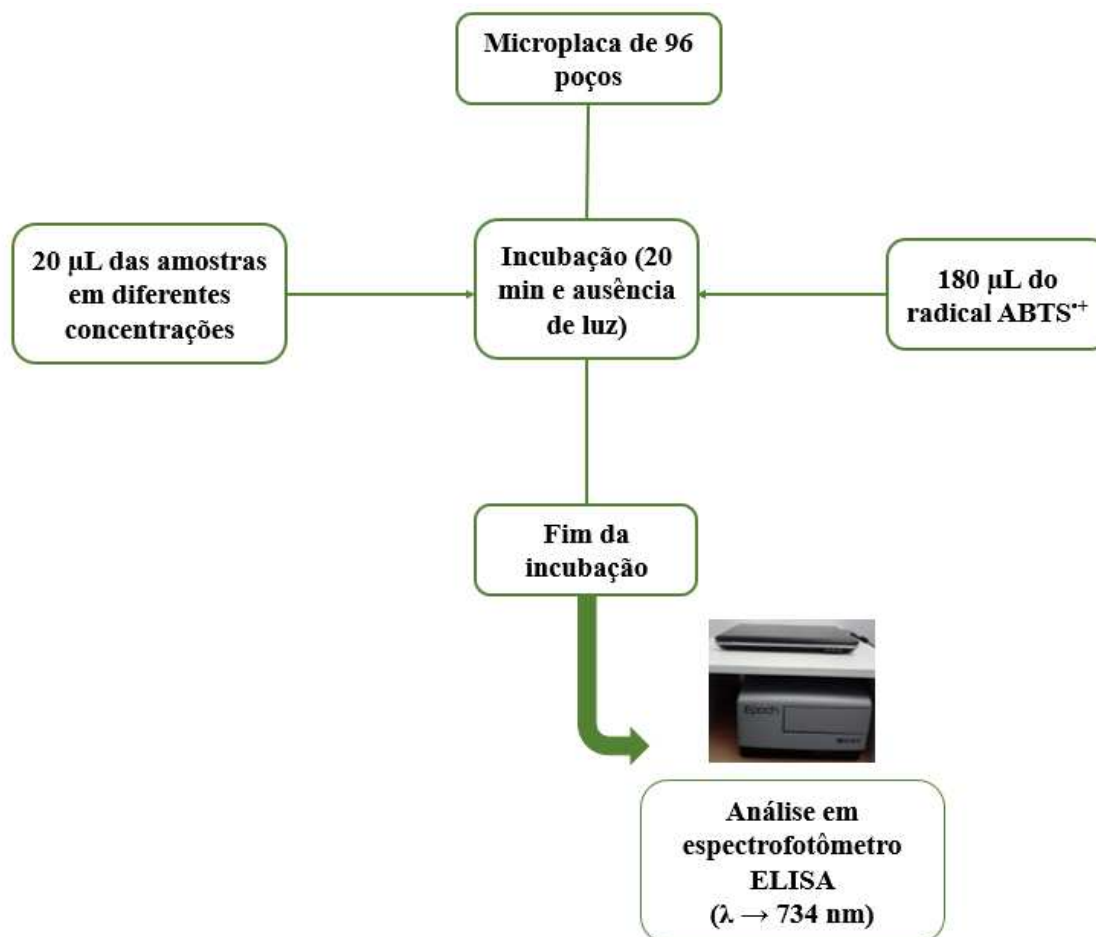 Microplaca de 96
poços
20 µL das amostras
em diferentes
concentrações
Incubação (20
min e ausência
de luz)
180 µL do
radical ABTS•+
Fim da
incubação
Epoch
Análise em
espectrofotômetro
ELISA
(λ → 734 nm)